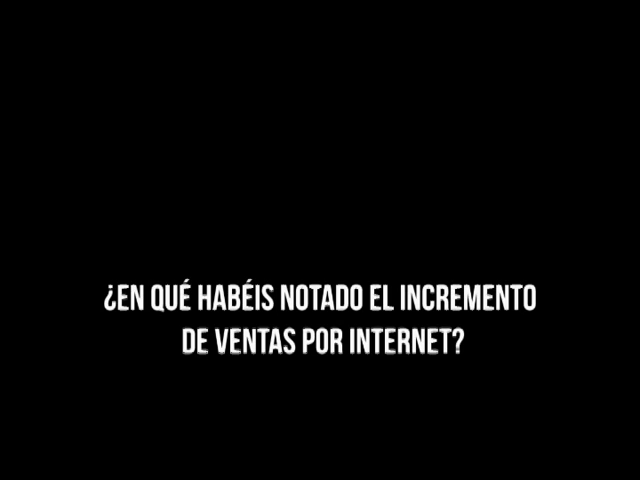 ¿EN QUÉ HABÉIS NOTADO EL INCREMENTO
DE VENTAS POR INTERNET?